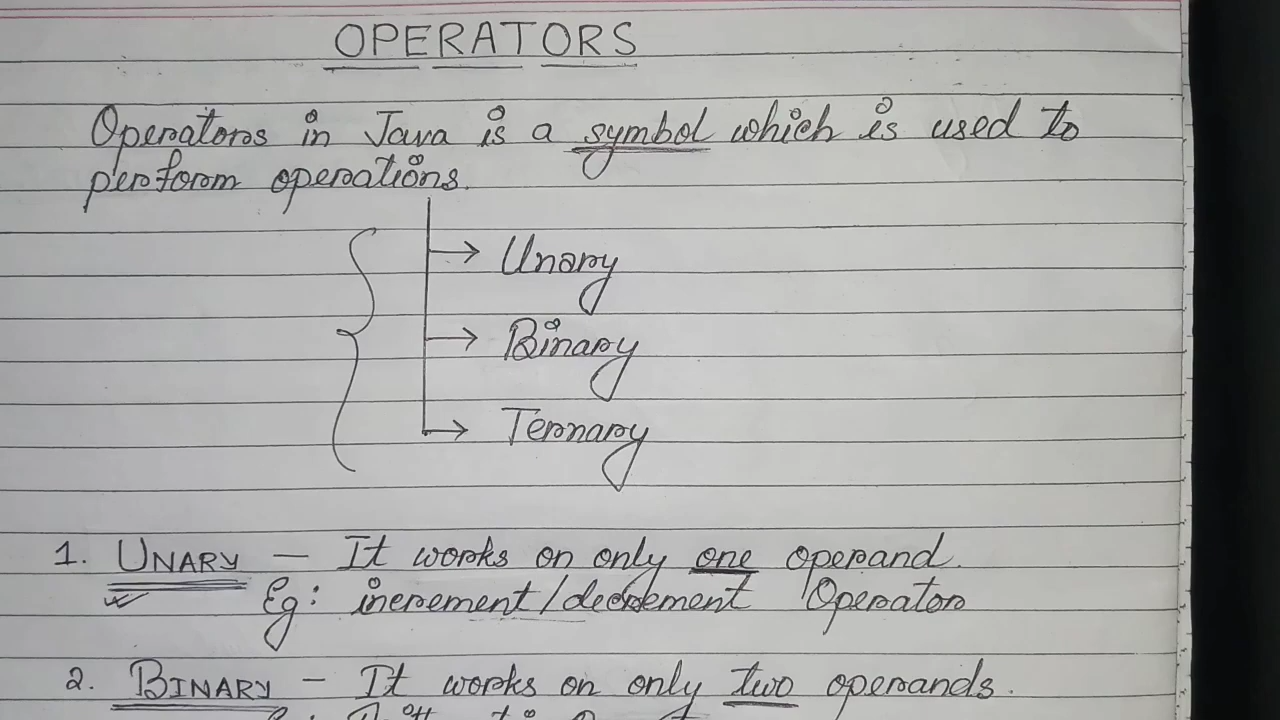 OPERATORS
Operators in Java is a symbol which is used to
perform operations.
Unary
Binary
Ternary
1. UNARY - It works on only one operand.
Eg: increment/decrement Operator
2. BINARY - It works on only two operands.